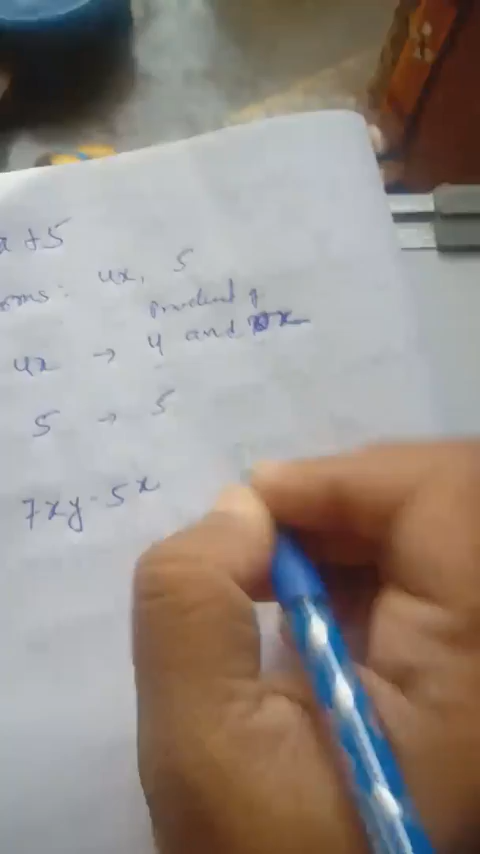 x + 5
rms: 4x, 5
product of
4x → 4 and x
5 → 5
7xy - 5x